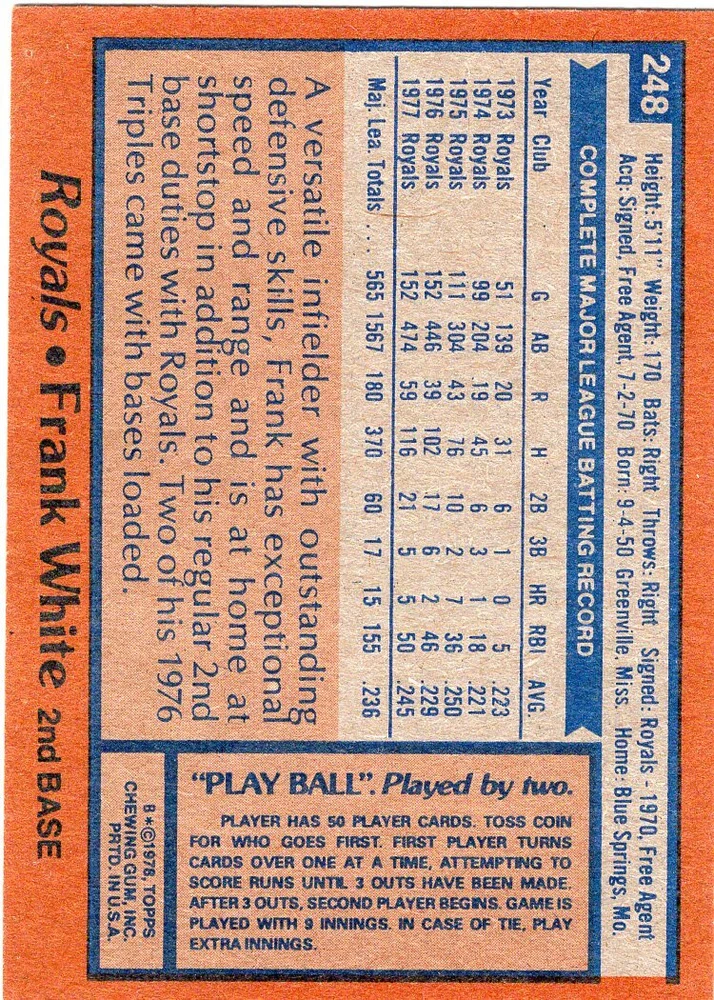 248
Height: 5'11" Weight: 170 Bats: Right Throws: Right Signed: Royals - 1970, Free Agent
Acq: Signed, Free Agent, 7-2-70 Born: 9-4-50 Greenville, Miss. Home: Blue Springs, Mo.
COMPLETE MAJOR LEAGUE BATTING RECORD
Year Club G AB R H 2B 3B HR RBI AVG.
1973 Royals 51 139 20 31 6 1 0 5 .223
1974 Royals 99 204 19 45 6 3 1 18 .221
1975 Royals 111 304 43 76 10 2 7 36 .250
1976 Royals 152 446 39 102 17 6 2 46 .229
1977 Royals 152 474 59 116 21 5 5 50 .245
Maj. Lea. Totals .... 565 1567 180 370 60 17 15 155 .236
A versatile infielder with outstanding
defensive skills, Frank has exceptional
speed and range and is at home at
shortstop in addition to his regular 2nd
base duties with Royals. Two of his 1976
Triples came with bases loaded.
"PLAY BALL". Played by two.
PLAYER HAS 50 PLAYER CARDS. TOSS COIN
FOR WHO GOES FIRST. FIRST PLAYER TURNS
CARDS OVER ONE AT A TIME, ATTEMPTING TO
SCORE RUNS UNTIL 3 OUTS HAVE BEEN MADE.
AFTER 3 OUTS, SECOND PLAYER BEGINS. GAME IS
PLAYED WITH 9 INNINGS. IN CASE OF TIE, PLAY
EXTRA INNINGS.
B*©1978, TOPPS
CHEWING GUM, INC.
PRTD. IN U.S.A.
Royals • Frank White 2nd BASE